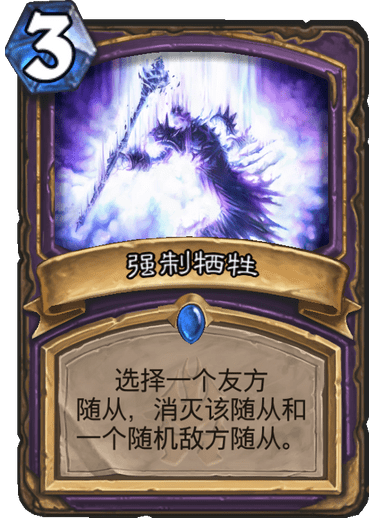 3
强制牺牲
选择一个友方
随从，消灭该随从和
一个随机敌方随从。